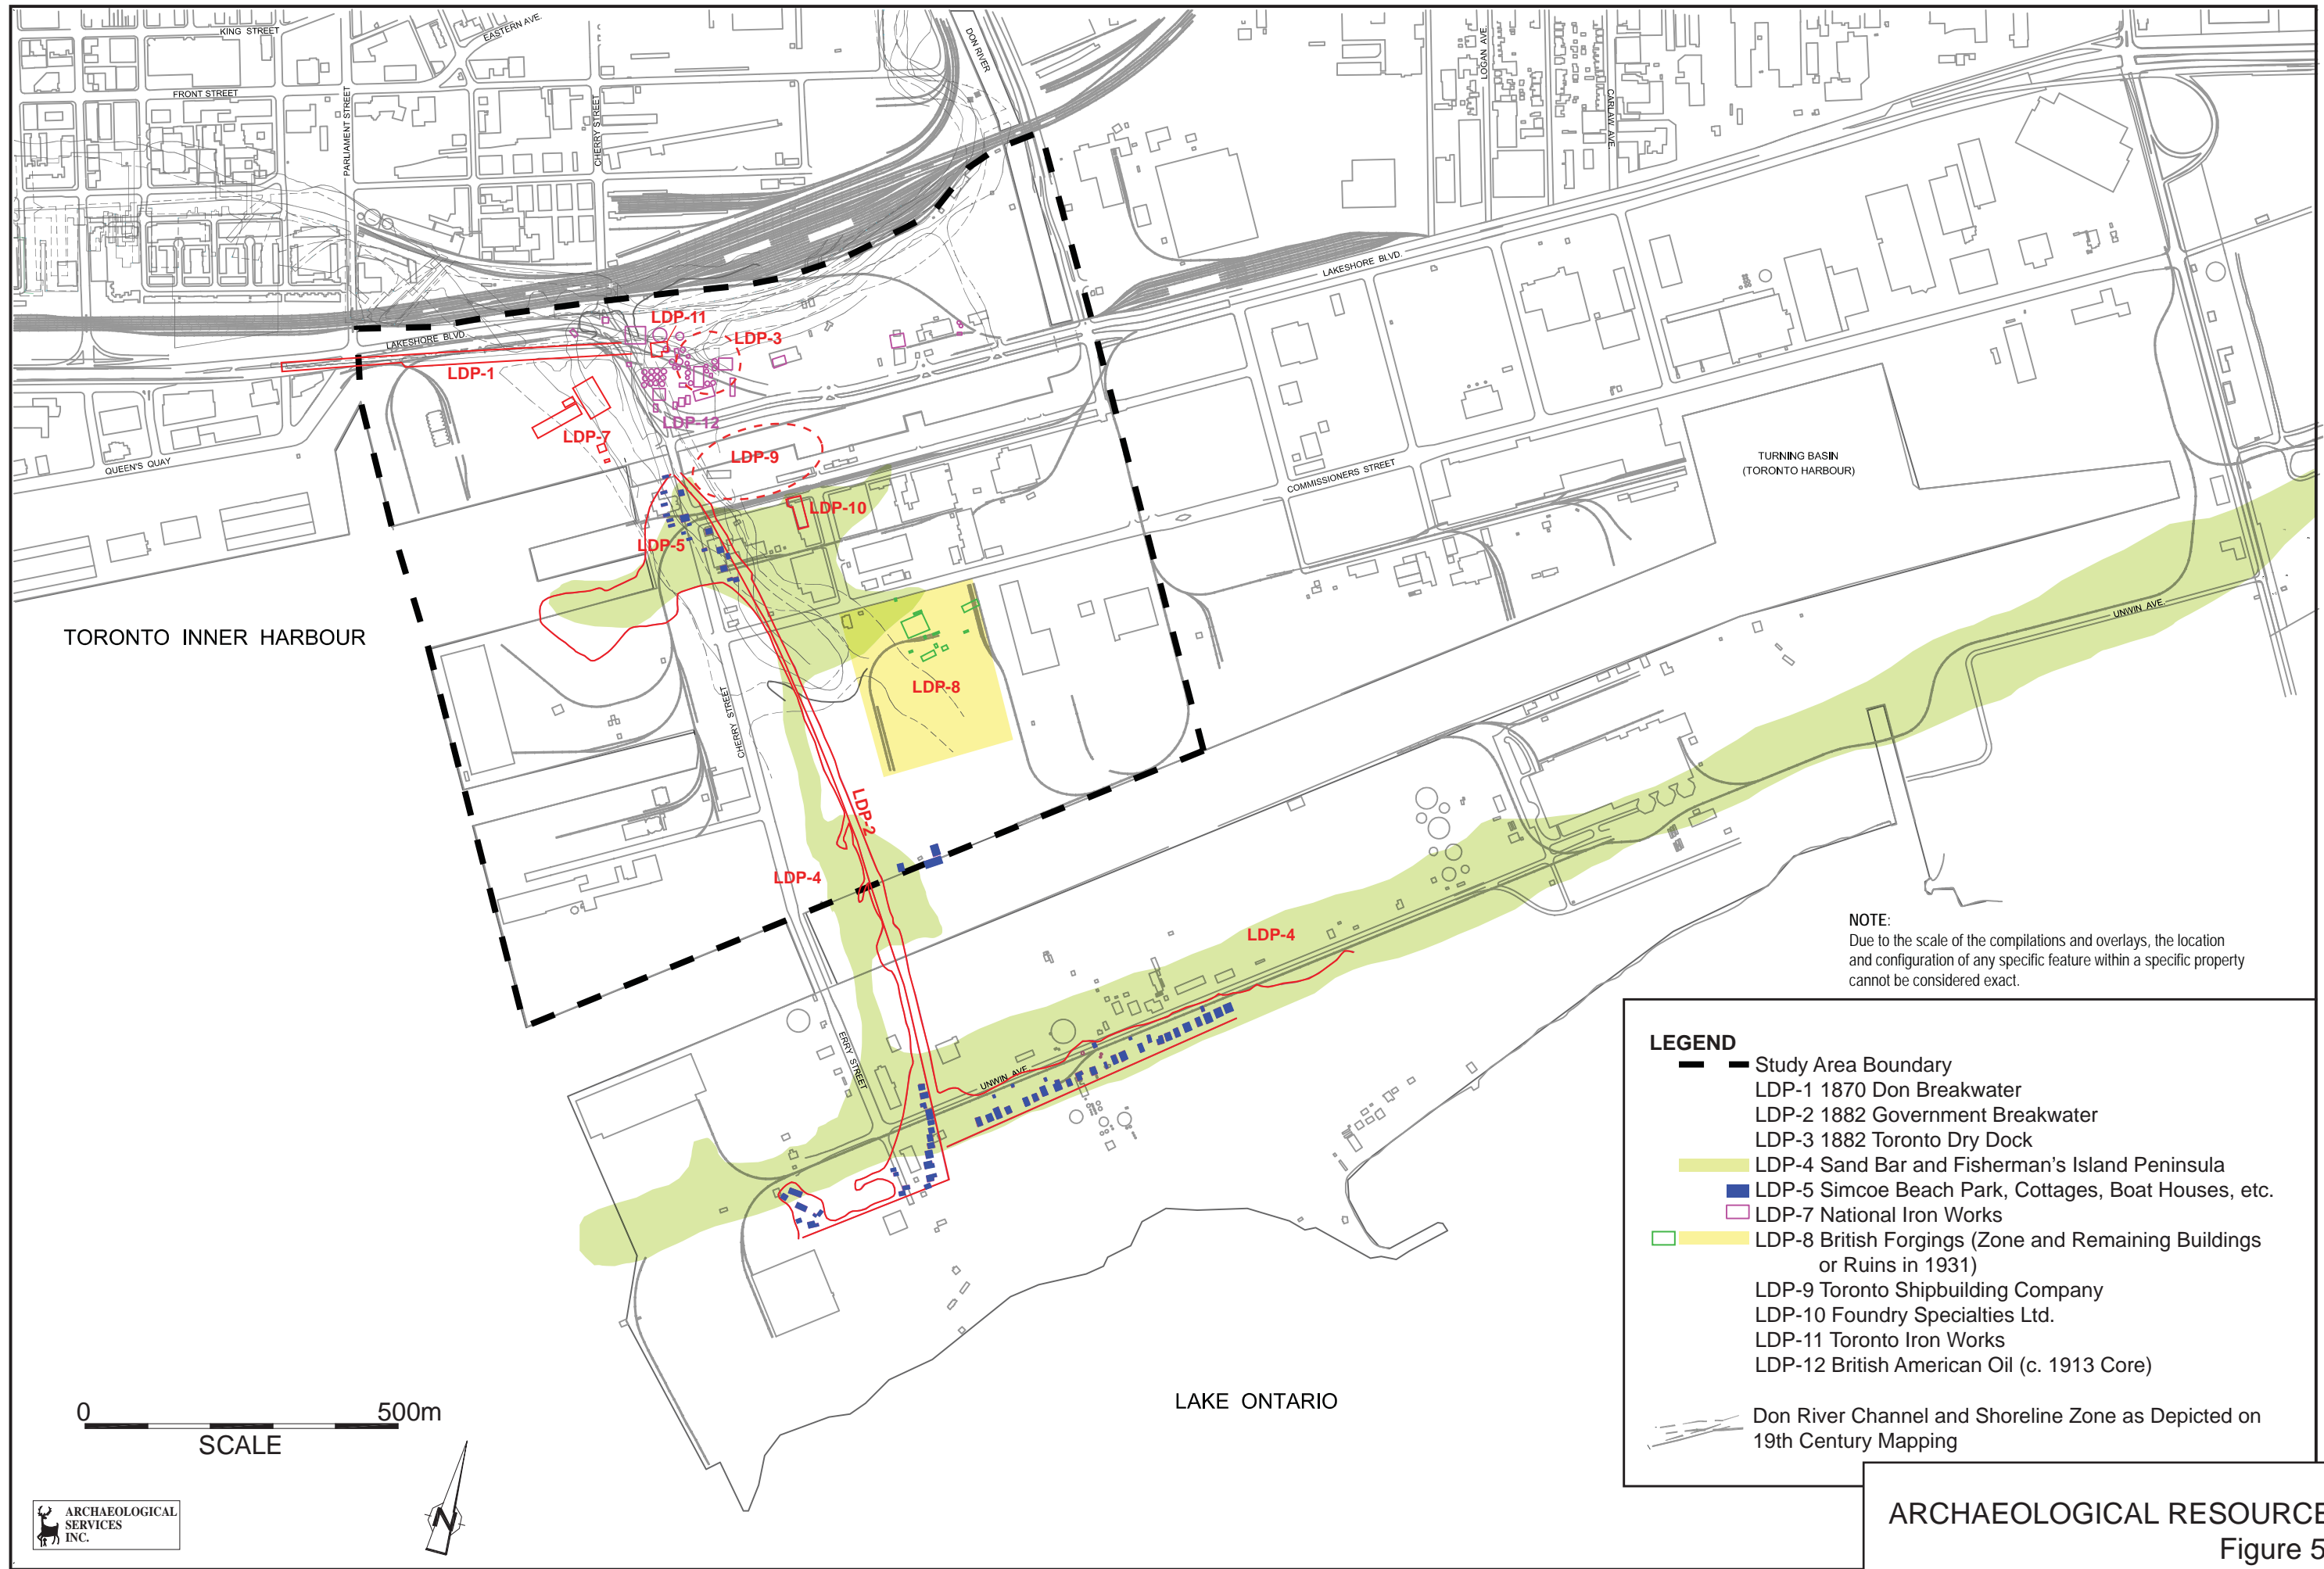 KING STREET
EASTERN AVE.
DON RIVER
LOGAN AVE.
CARLAW AVE.
FRONT STREET
PARLIAMENT STREET
CHERRY STREET
LAKESHORE BLVD.
LAKESHORE BLVD.
LDP-11
LDP-3
LDP-1
LDP-12
LDP-7
LDP-9
QUEEN'S QUAY
COMMISSIONERS STREET
TURNING BASIN
(TORONTO HARBOUR)
LDP-10
LDP-5
TORONTO INNER HARBOUR
UNWIN AVE.
LDP-8
CHERRY STREET
LDP-2
LDP-4
LDP-4
ERRY STREET
UNWIN AVE.
NOTE:
Due to the scale of the compilations and overlays, the location
and configuration of any specific feature within a specific property
cannot be considered exact.
LEGEND
Study Area Boundary
LDP-1 1870 Don Breakwater
LDP-2 1882 Government Breakwater
LDP-3 1882 Toronto Dry Dock
LDP-4 Sand Bar and Fisherman's Island Peninsula
LDP-5 Simcoe Beach Park, Cottages, Boat Houses, etc.
LDP-7 National Iron Works
LDP-8 British Forgings (Zone and Remaining Buildings
or Ruins in 1931)
LDP-9 Toronto Shipbuilding Company
LDP-10 Foundry Specialties Ltd.
LDP-11 Toronto Iron Works
LDP-12 British American Oil (c. 1913 Core)
Don River Channel and Shoreline Zone as Depicted on
19th Century Mapping
LAKE ONTARIO
0 500m
SCALE
N
ARCHAEOLOGICAL
SERVICES
INC.
ARCHAEOLOGICAL RESOURCE
Figure 5